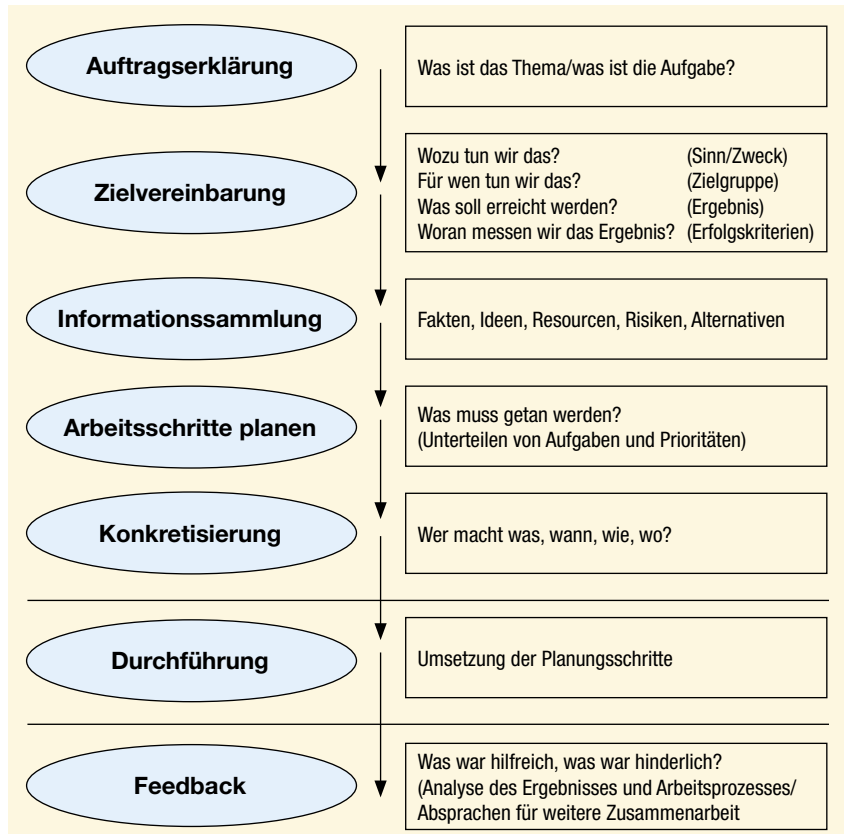 Auftragserklärung
Was ist das Thema/was ist die Aufgabe?
Zielvereinbarung
Wozu tun wir das? (Sinn/Zweck)
Für wen tun wir das? (Zielgruppe)
Was soll erreicht werden? (Ergebnis)
Woran messen wir das Ergebnis? (Erfolgskriterien)
Informationssammlung
Fakten, Ideen, Resourcen, Risiken, Alternativen
Arbeitsschritte planen
Was muss getan werden?
(Unterteilen von Aufgaben und Prioritäten)
Konkretisierung
Wer macht was, wann, wie, wo?
Durchführung
Umsetzung der Planungsschritte
Feedback
Was war hilfreich, was war hinderlich?
(Analyse des Ergebnisses und Arbeitsprozesses/
Absprachen für weitere Zusammenarbeit